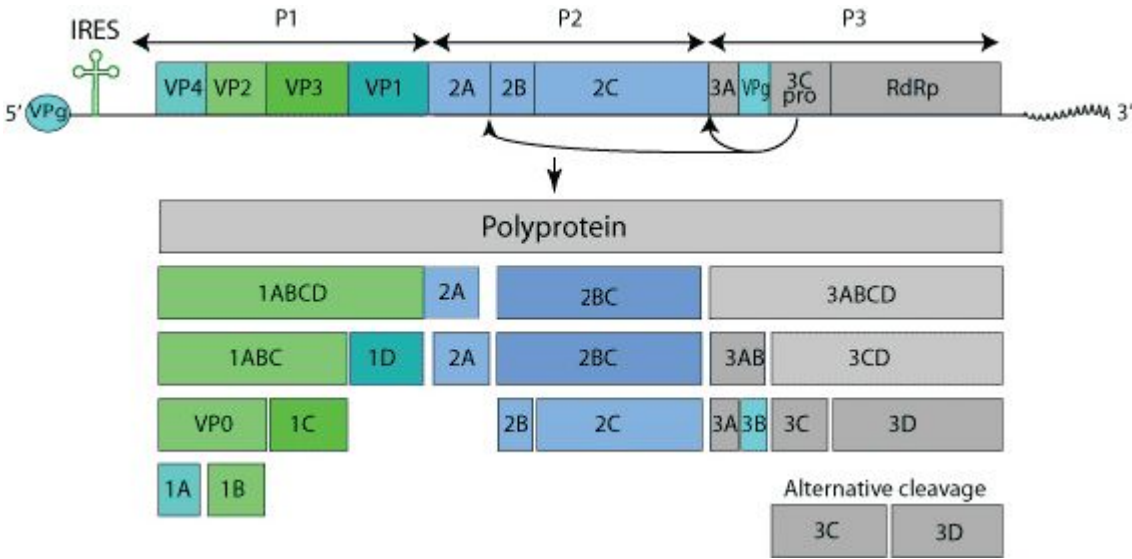 P1 P2 P3
IRES
VP4 VP2 VP3 VP1 2A 2B 2C 3A VPg 3C pro RdRp
5' VPg 3'
Polyprotein
1ABCD 2A 2BC 3ABCD
1ABC 1D 2A 2BC 3AB 3CD
VP0 1C 2B 2C 3A 3B 3C 3D
1A 1B
Alternative cleavage
3C 3D